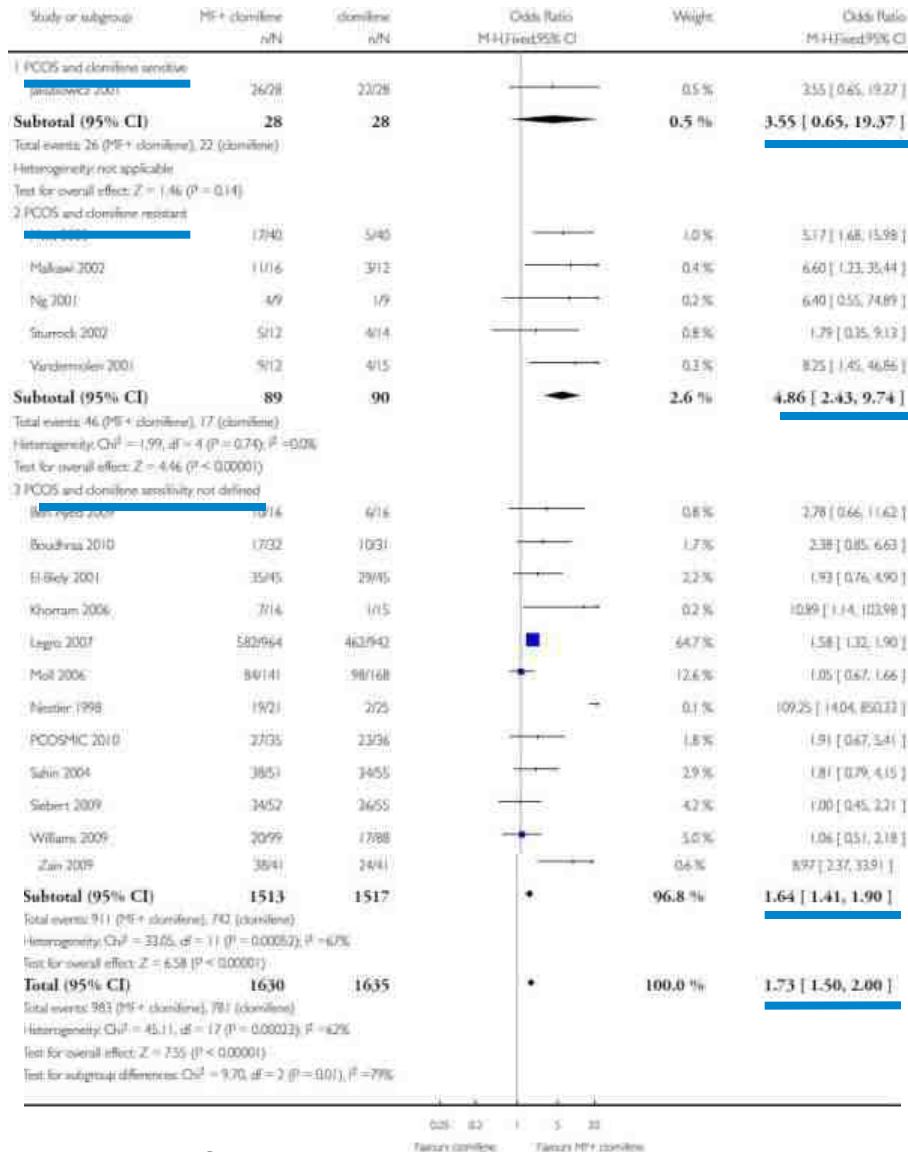 Study or subgroup MF+ clomifene clomifene Odds Ratio Weight Odds Ratio
n/N n/N M-H,Fixed,95% CI M-H,Fixed,95% CI
1 PCOS and clomifene sensitive
2001 26/28 22/28 0.5 % 3.55 [ 0.65, 19.37 ]
Subtotal (95% CI) 28 28 0.5 % 3.55 [ 0.65, 19.37 ]
Total events: 26 (MF+ clomifene), 22 (clomifene)
Heterogeneity: not applicable
Test for overall effect: Z = 1.46 (P = 0.14)
2 PCOS and clomifene resistant
17/40 5/40 1.0 % 5.17 [ 1.68, 15.98 ]
Malkawi 2002 11/16 3/12 0.4 % 6.60 [ 1.23, 35.44 ]
Ng 2001 4/9 1/9 0.2 % 6.40 [ 0.55, 74.89 ]
Sturrock 2002 5/12 4/14 0.8 % 1.79 [ 0.35, 9.13 ]
Vandermolen 2001 9/12 4/15 0.3 % 8.25 [ 1.45, 46.86 ]
Subtotal (95% CI) 89 90 2.6 % 4.86 [ 2.43, 9.74 ]
Total events: 46 (MF+ clomifene), 17 (clomifene)
Heterogeneity: Chi² = 1.99, df = 4 (P = 0.74); I² =0.0%
Test for overall effect: Z = 4.46 (P < 0.00001)
3 PCOS and clomifene sensitivity not defined
Ben Ayed 2009 10/16 6/16 0.8 % 2.78 [ 0.66, 11.62 ]
Boudhraa 2010 17/32 10/31 1.7 % 2.38 [ 0.85, 6.63 ]
El-Biely 2001 35/45 29/45 2.2 % 1.93 [ 0.76, 4.90 ]
Khorram 2006 7/16 1/15 0.2 % 10.89 [ 1.14, 103.98 ]
Legro 2007 582/964 462/942 64.7 % 1.58 [ 1.32, 1.90 ]
Moll 2006 84/141 98/168 12.6 % 1.05 [ 0.67, 1.66 ]
Nestler 1998 19/21 2/25 0.1 % 109.25 [ 14.04, 850.33 ]
PCOSMIC 2010 27/35 23/36 1.8 % 1.91 [ 0.67, 5.41 ]
Sahin 2004 38/51 34/55 2.9 % 1.81 [ 0.79, 4.15 ]
Siebert 2009 34/52 36/55 4.2 % 1.00 [ 0.45, 2.21 ]
Williams 2009 20/99 17/88 5.0 % 1.06 [ 0.51, 2.18 ]
Zain 2009 38/41 24/41 0.6 % 8.97 [ 2.37, 33.91 ]
Subtotal (95% CI) 1513 1517 96.8 % 1.64 [ 1.41, 1.90 ]
Total events: 911 (MF+ clomifene), 742 (clomifene)
Heterogeneity: Chi² = 33.05, df = 11 (P = 0.00052); I² =67%
Test for overall effect: Z = 6.58 (P < 0.00001)
Total (95% CI) 1630 1635 100.0 % 1.73 [ 1.50, 2.00 ]
Total events: 983 (MF+ clomifene), 781 (clomifene)
Heterogeneity: Chi² = 45.11, df = 17 (P = 0.00023); I² =62%
Test for overall effect: Z = 7.55 (P < 0.00001)
Test for subgroup differences: Chi² = 9.70, df = 2 (P = 0.01), I² =79%
0.05 0.2 1 5 20
Favours clomifene Favours MF+ clomifene